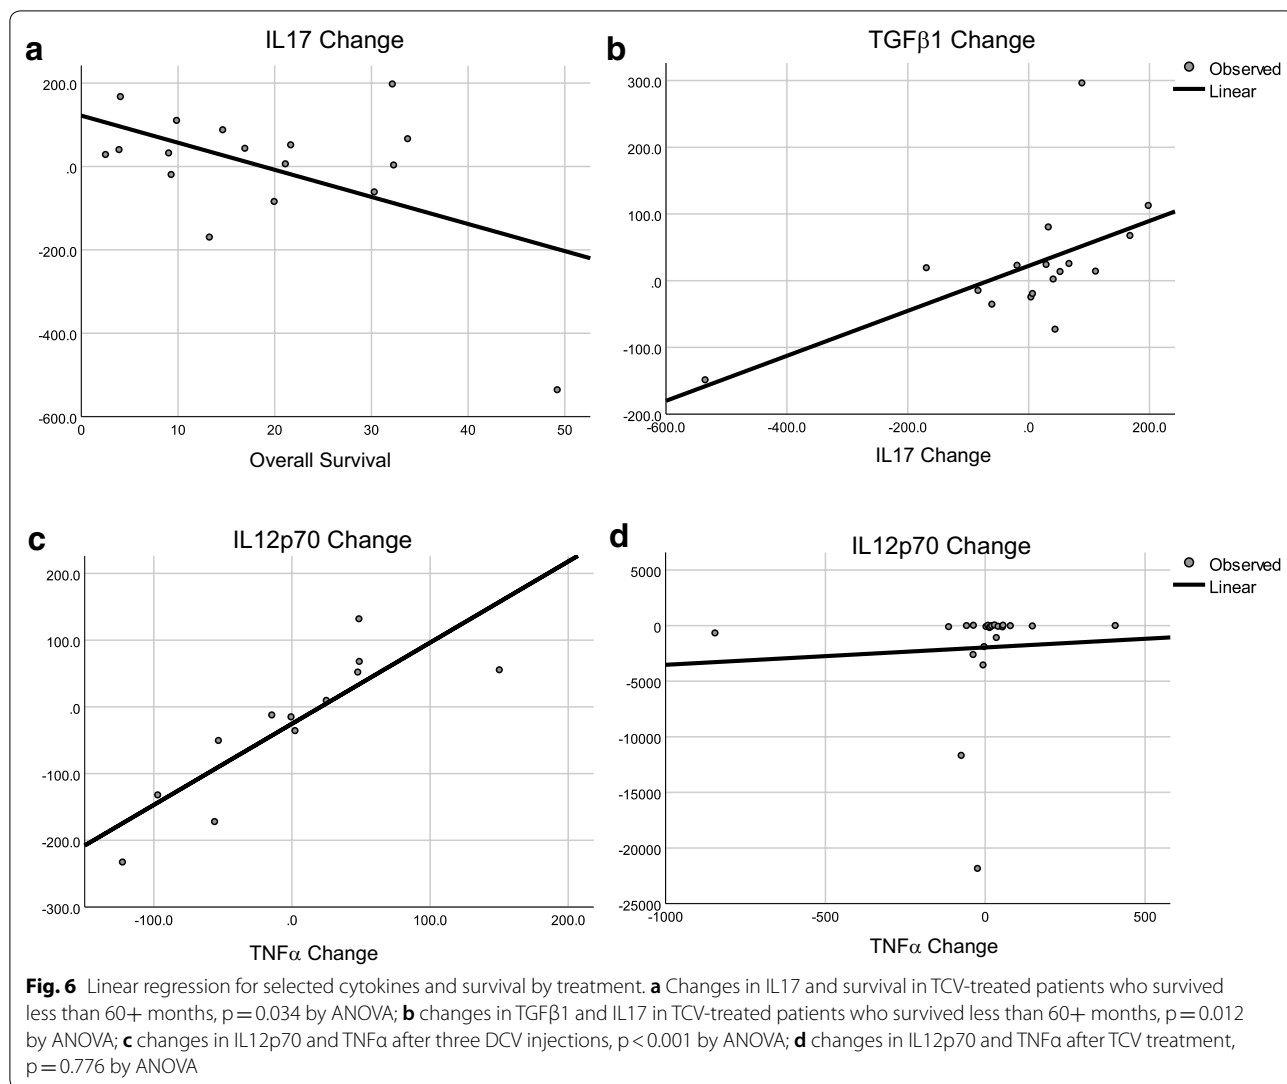 a
IL17 Change
200.0
.0
-200.0
-400.0
-600.0
0 10 20 30 40 50
Overall Survival
b
TGFβ1 Change
Observed
Linear
300.0
200.0
100.0
.0
-100.0
-200.0
-600.0 -400.0 -200.0 .0 200.0
IL17 Change
c
IL12p70 Change
200.0
100.0
.0
-100.0
-200.0
-300.0
-100.0 .0 100.0 200.0
TNFα Change
d
IL12p70 Change
Observed
Linear
5000
0
-5000
-10000
-15000
-20000
-25000
-1000 -500 0 500
TNFα Change
Fig. 6 Linear regression for selected cytokines and survival by treatment. a Changes in IL17 and survival in TCV-treated patients who survived
less than 60+ months, p = 0.034 by ANOVA; b changes in TGFβ1 and IL17 in TCV-treated patients who survived less than 60+ months, p = 0.012
by ANOVA; c changes in IL12p70 and TNFα after three DCV injections, p < 0.001 by ANOVA; d changes in IL12p70 and TNFα after TCV treatment,
p = 0.776 by ANOVA